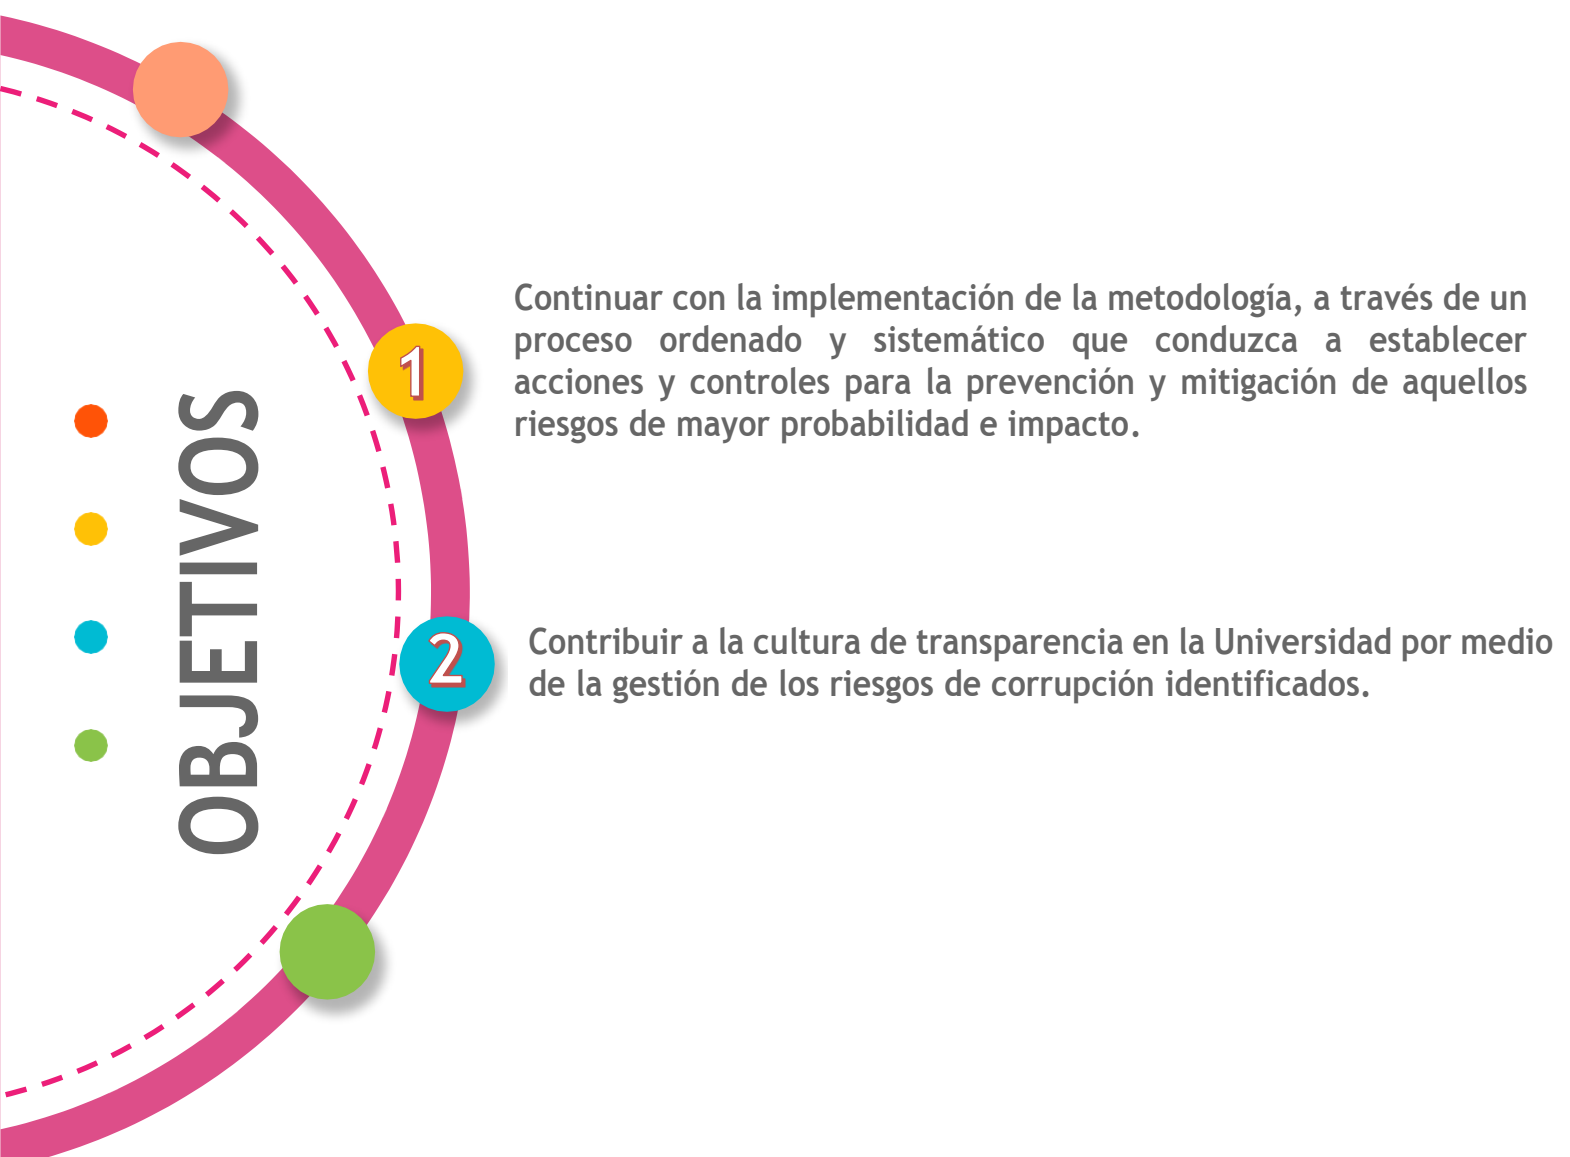 OBJETIVOS
1
Continuar con la implementación de la metodología, a través de un
proceso ordenado y sistemático que conduzca a establecer
acciones y controles para la prevención y mitigación de aquellos
riesgos de mayor probabilidad e impacto.
2
Contribuir a la cultura de transparencia en la Universidad por medio
de la gestión de los riesgos de corrupción identificados.